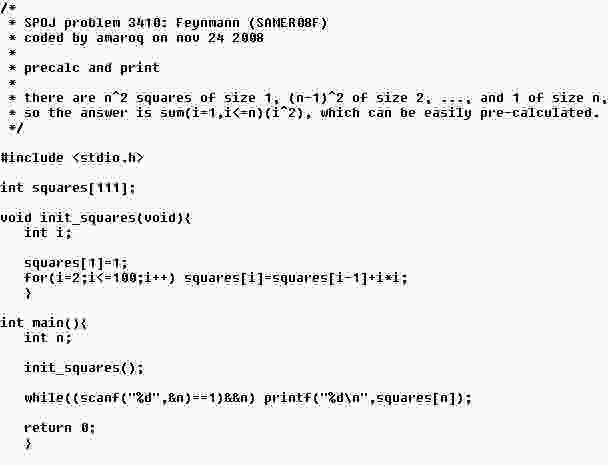 /*
 * SPOJ problem 3410: Feynmann (SAMER08F)
 * coded by amaroq on nov 24 2008
 *
 * precalc and print
 *
 * there are n^2 squares of size 1, (n-1)^2 of size 2, ..., and 1 of size n,
 * so the answer is sum(i=1,i<=n)(i^2), which can be easily pre-calculated.
 */

#include <stdio.h>

int squares[111];

void init_squares(void){
   int i;

   squares[1]=1;
   for(i=2;i<=100;i++) squares[i]=squares[i-1]+i*i;
   }

int main(){
   int n;

   init_squares();

   while((scanf("%d",&n)==1)&&n) printf("%d\n",squares[n]);

   return 0;
   }